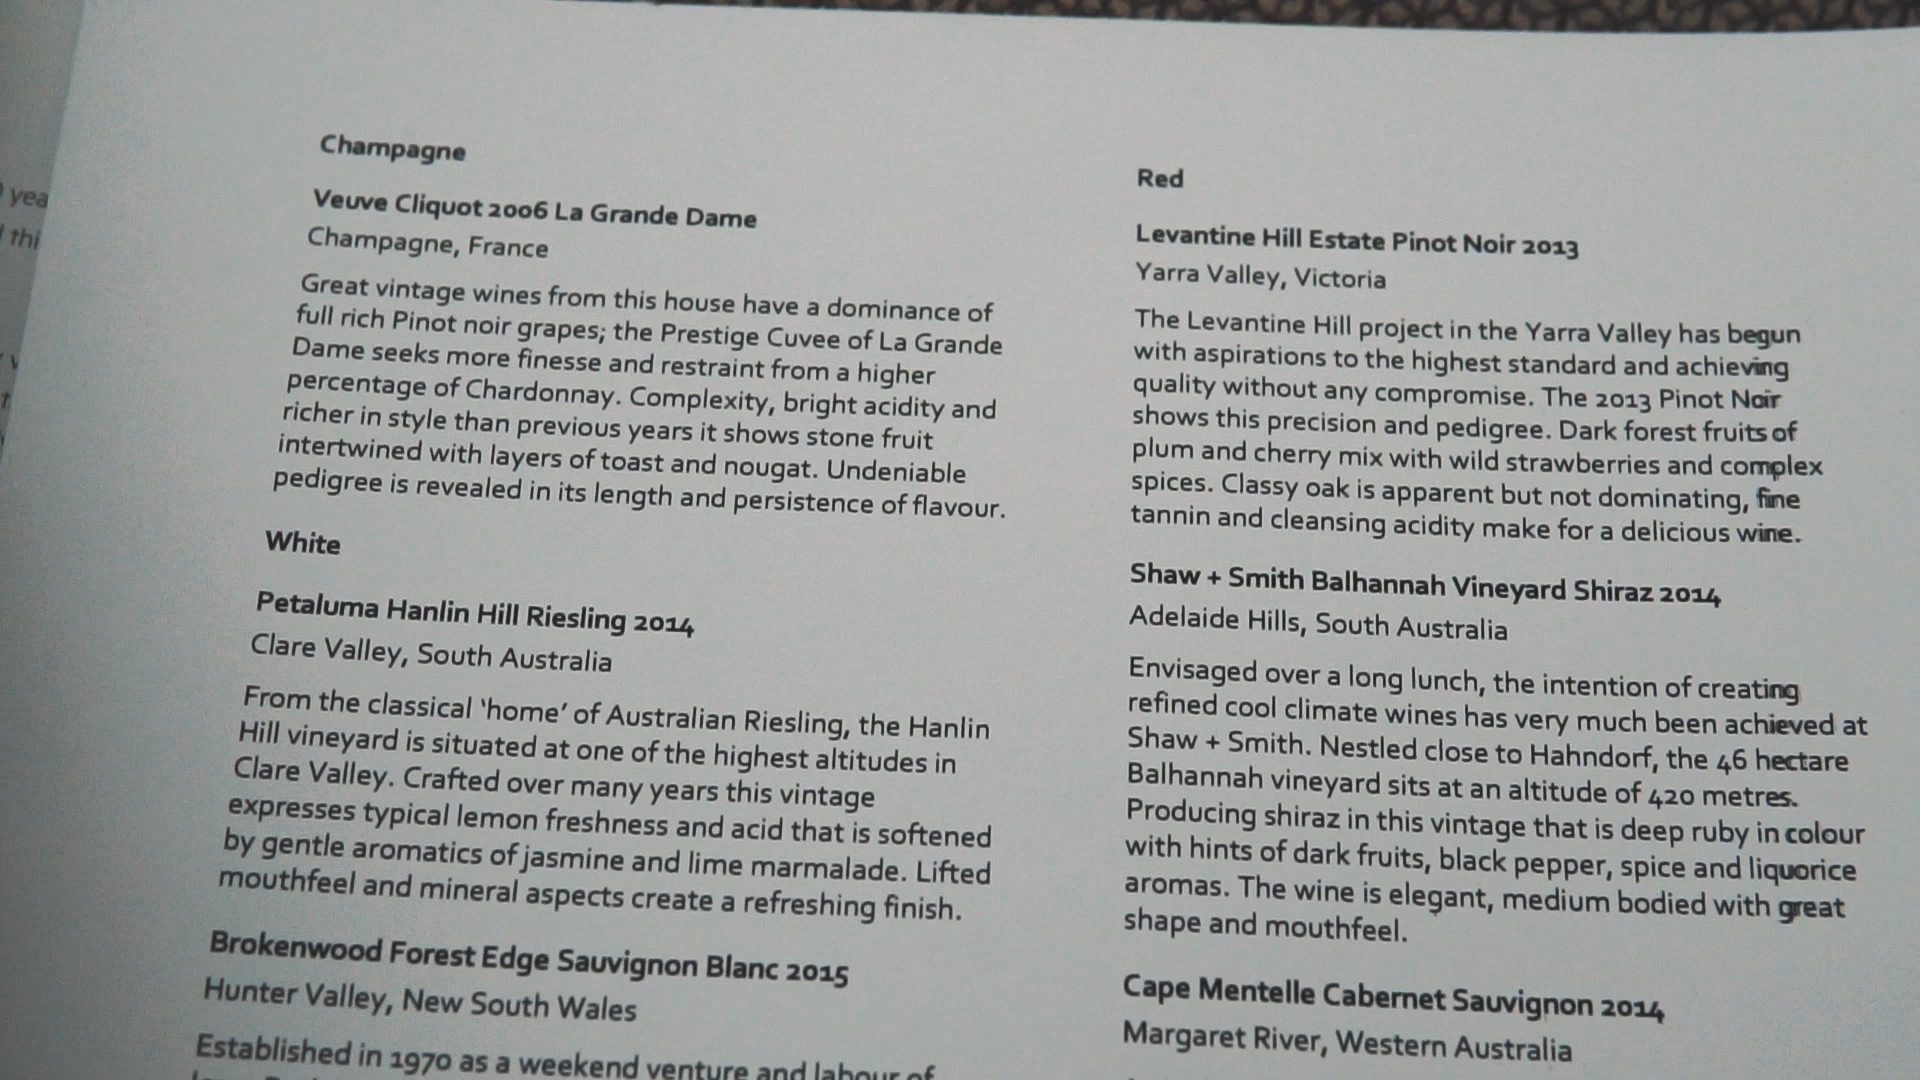 Champagne
Veuve Cliquot 2006 La Grande Dame
Champagne, France
Great vintage wines from this house have a dominance of
full rich Pinot noir grapes; the Prestige Cuvee of La Grande
Dame seeks more finesse and restraint from a higher
percentage of Chardonnay. Complexity, bright acidity and
richer in style than previous years it shows stone fruit
intertwined with layers of toast and nougat. Undeniable
pedigree is revealed in its length and persistence of flavour.
White
Petaluma Hanlin Hill Riesling 2014
Clare Valley, South Australia
From the classical 'home' of Australian Riesling, the Hanlin
Hill vineyard is situated at one of the highest altitudes in
Clare Valley. Crafted over many years this vintage
expresses typical lemon freshness and acid that is softened
by gentle aromatics of jasmine and lime marmalade. Lifted
mouthfeel and mineral aspects create a refreshing finish.
Brokenwood Forest Edge Sauvignon Blanc 2015
Hunter Valley, New South Wales
Established in 1970 as a weekend venture and labour of
Red
Levantine Hill Estate Pinot Noir 2013
Yarra Valley, Victoria
The Levantine Hill project in the Yarra Valley has begun
with aspirations to the highest standard and achieving
quality without any compromise. The 2013 Pinot Noir
shows this precision and pedigree. Dark forest fruits of
plum and cherry mix with wild strawberries and complex
spices. Classy oak is apparent but not dominating, fine
tannin and cleansing acidity make for a delicious wine.
Shaw + Smith Balhannah Vineyard Shiraz 2014
Adelaide Hills, South Australia
Envisaged over a long lunch, the intention of creating
refined cool climate wines has very much been achieved at
Shaw + Smith. Nestled close to Hahndorf, the 46 hectare
Balhannah vineyard sits at an altitude of 420 metres.
Producing shiraz in this vintage that is deep ruby in colour
with hints of dark fruits, black pepper, spice and liquorice
aromas. The wine is elegant, medium bodied with great
shape and mouthfeel.
Cape Mentelle Cabernet Sauvignon 2014
Margaret River, Western Australia